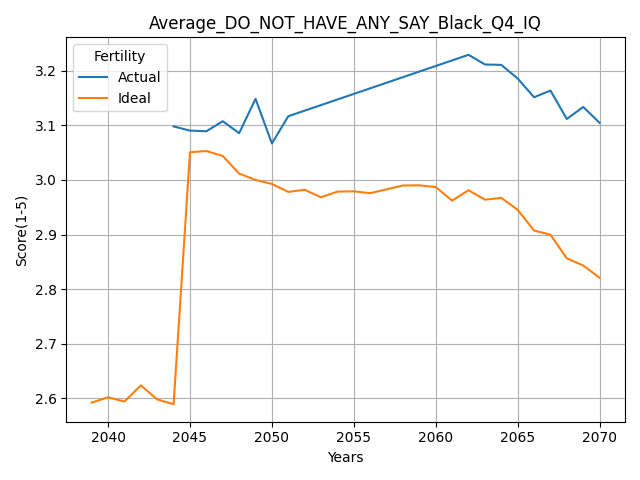 Average_DO_NOT_HAVE_ANY_SAY_Black_Q4_IQ
Fertility
Actual
Ideal
Score(1-5)
3.2
3.1
3.0
2.9
2.8
2.7
2.6
2040 2045 2050 2055 2060 2065 2070
Years